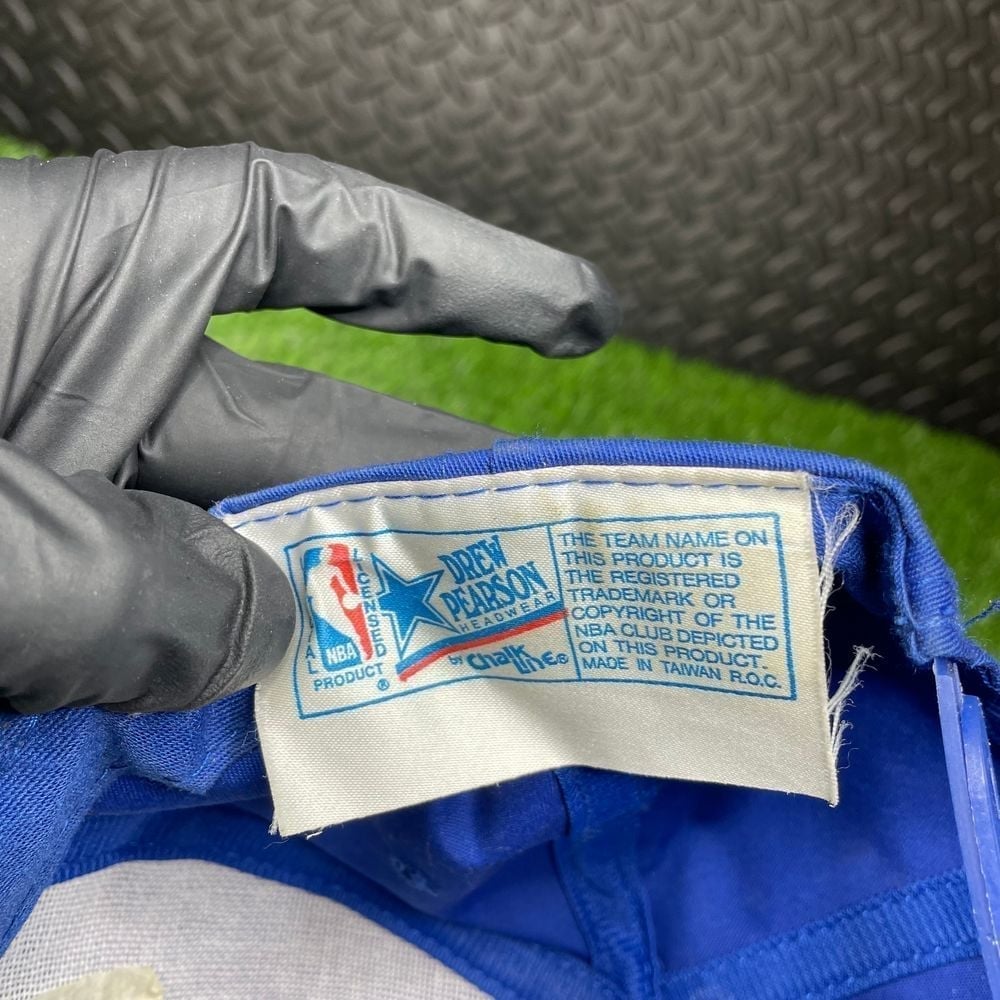 AL
LICENSED
NBA
PRODUCT ®
DREW
PEARSON
HEADWEAR
by Chalk Line®
THE TEAM NAME ON
THIS PRODUCT IS
THE REGISTERED
TRADEMARK OR
COPYRIGHT OF THE
NBA CLUB DEPICTED
ON THIS PRODUCT.
MADE IN TAIWAN R.O.C.